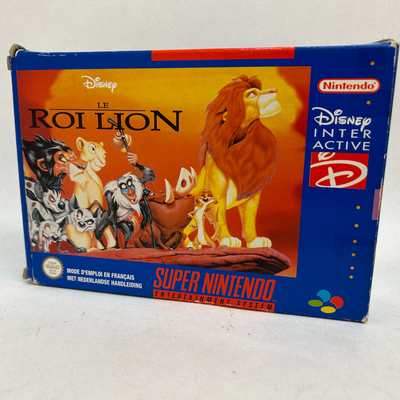 Disney
LE
ROI LION
Nintendo
Disney
INTER
ACTIVE
D
MODE D'EMPLOI EN FRANÇAIS
MET NEDERLANDSE HANDLEIDING
SUPER NINTENDO
ENTERTAINMENT SYSTEM